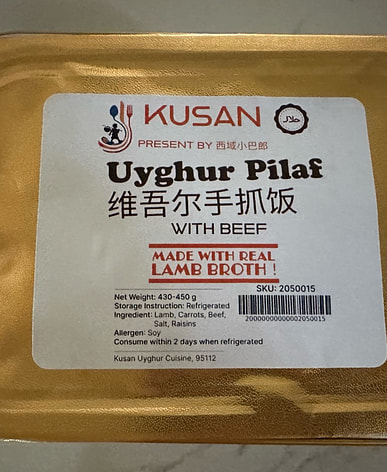 KUSAN
حلال
PRESENT BY 西域小巴郎
Uyghur Pilaf
维吾尔手抓饭
WITH BEEF
MADE WITH REAL
LAMB BROTH !
SKU: 2050015
Net Weight: 430-450 g
Storage Instruction: Refrigerated
Ingredient: Lamb, Carrots, Beef,
Salt, Raisins
Allergen: Soy
Consume within 2 days when refrigerated
Kusan Uyghur Cuisine, 95112